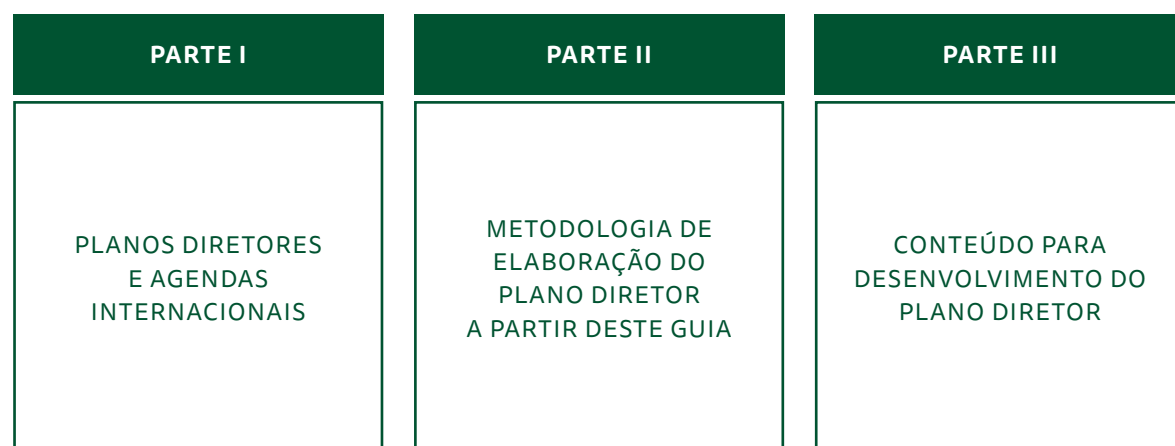 PARTE I
PLANOS DIRETORES
E AGENDAS
INTERNACIONAIS
PARTE II
METODOLOGIA DE
ELABORAÇÃO DO
PLANO DIRETOR
A PARTIR DESTE GUIA
PARTE III
CONTEÚDO PARA
DESENVOLVIMENTO DO
PLANO DIRETOR